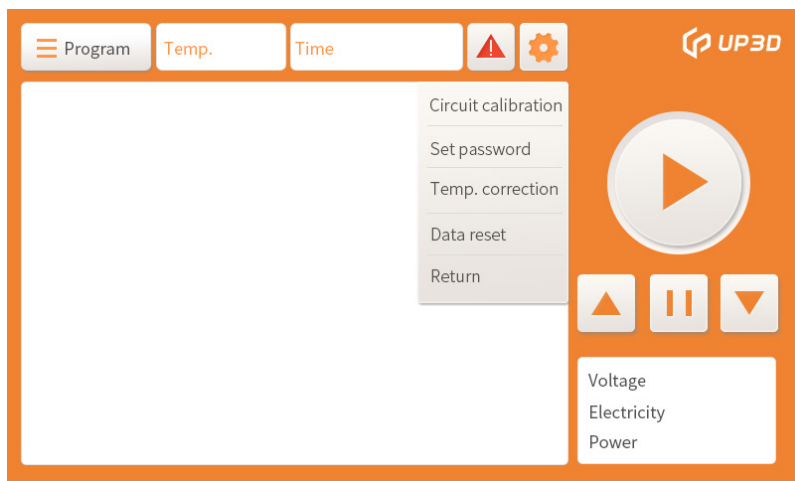 Program Temp. Time UP3D
Circuit calibration
Set password
Temp. correction
Data reset
Return
Voltage
Electricity
Power